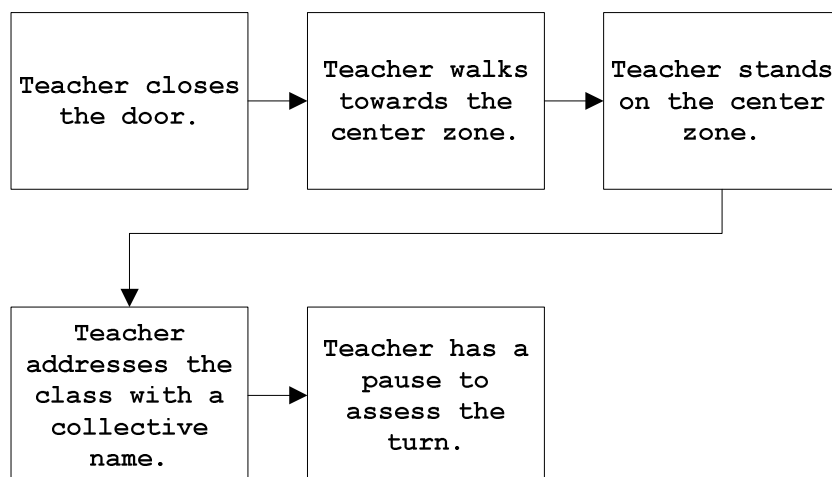 Teacher closes
the door.
Teacher walks
towards the
center zone.
Teacher stands
on the center
zone.
Teacher
addresses the
class with a
collective
name.
Teacher has a
pause to
assess the
turn.